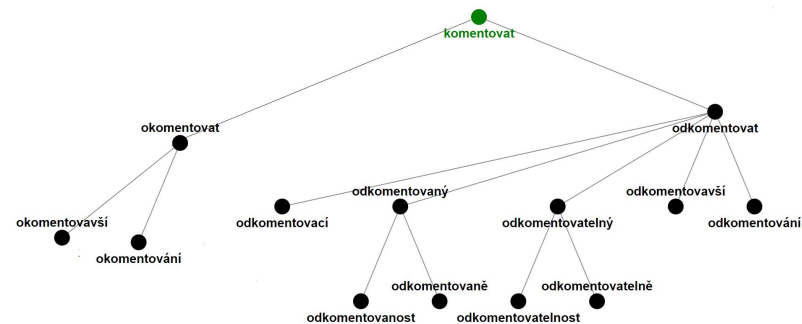 komentovat
okomentovat
odkomentovat
okomentovavší
okomentování
odkomentovací
odkomentovaný
odkomentovatelný
odkomentovavší
odkomentování
odkomentovanost
odkomentovaně
odkomentovatelnost
odkomentovatelně